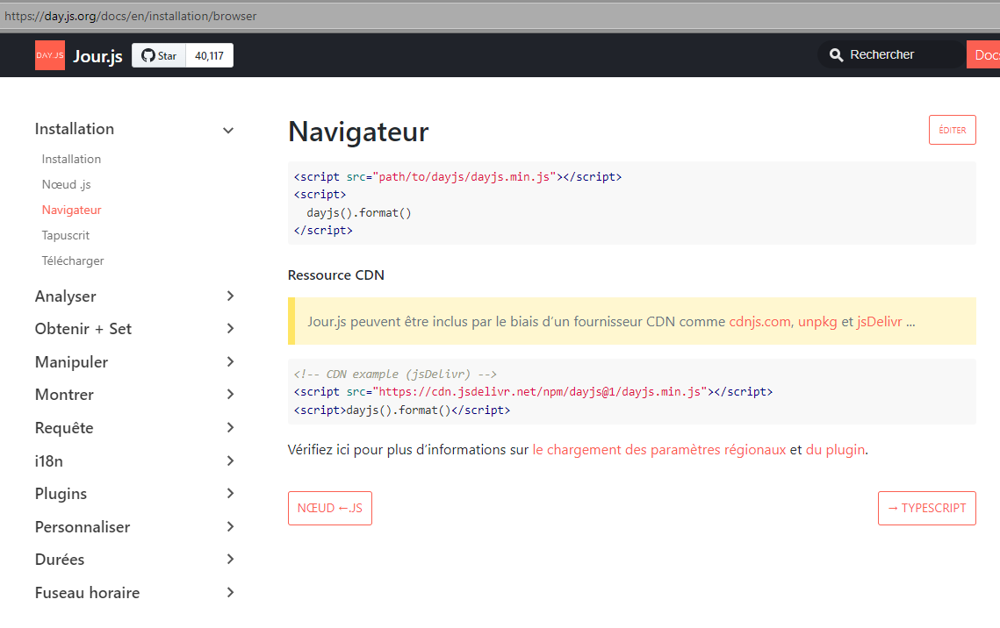 https://day.js.org/docs/en/installation/browser
DAY.JS Jour.js Star 40,117 Rechercher Docs
Installation
Installation
Nœud .js
Navigateur
Tapuscrit
Télécharger
Analyser
Obtenir + Set
Manipuler
Montrer
Requête
i18n
Plugins
Personnaliser
Durées
Fuseau horaire
Navigateur
ÉDITER
<script src="path/to/dayjs/dayjs.min.js"></script>
<script>
dayjs().format()
</script>
Ressource CDN
Jour.js peuvent être inclus par le biais d'un fournisseur CDN comme cdnjs.com, unpkg et jsDelivr ...
<!-- CDN example (jsDelivr) -->
<script src="https://cdn.jsdelivr.net/npm/dayjs@1/dayjs.min.js"></script>
<script>dayjs().format()</script>
Vérifiez ici pour plus d'informations sur le chargement des paramètres régionaux et du plugin.
NŒUD ←.JS
→ TYPESCRIPT